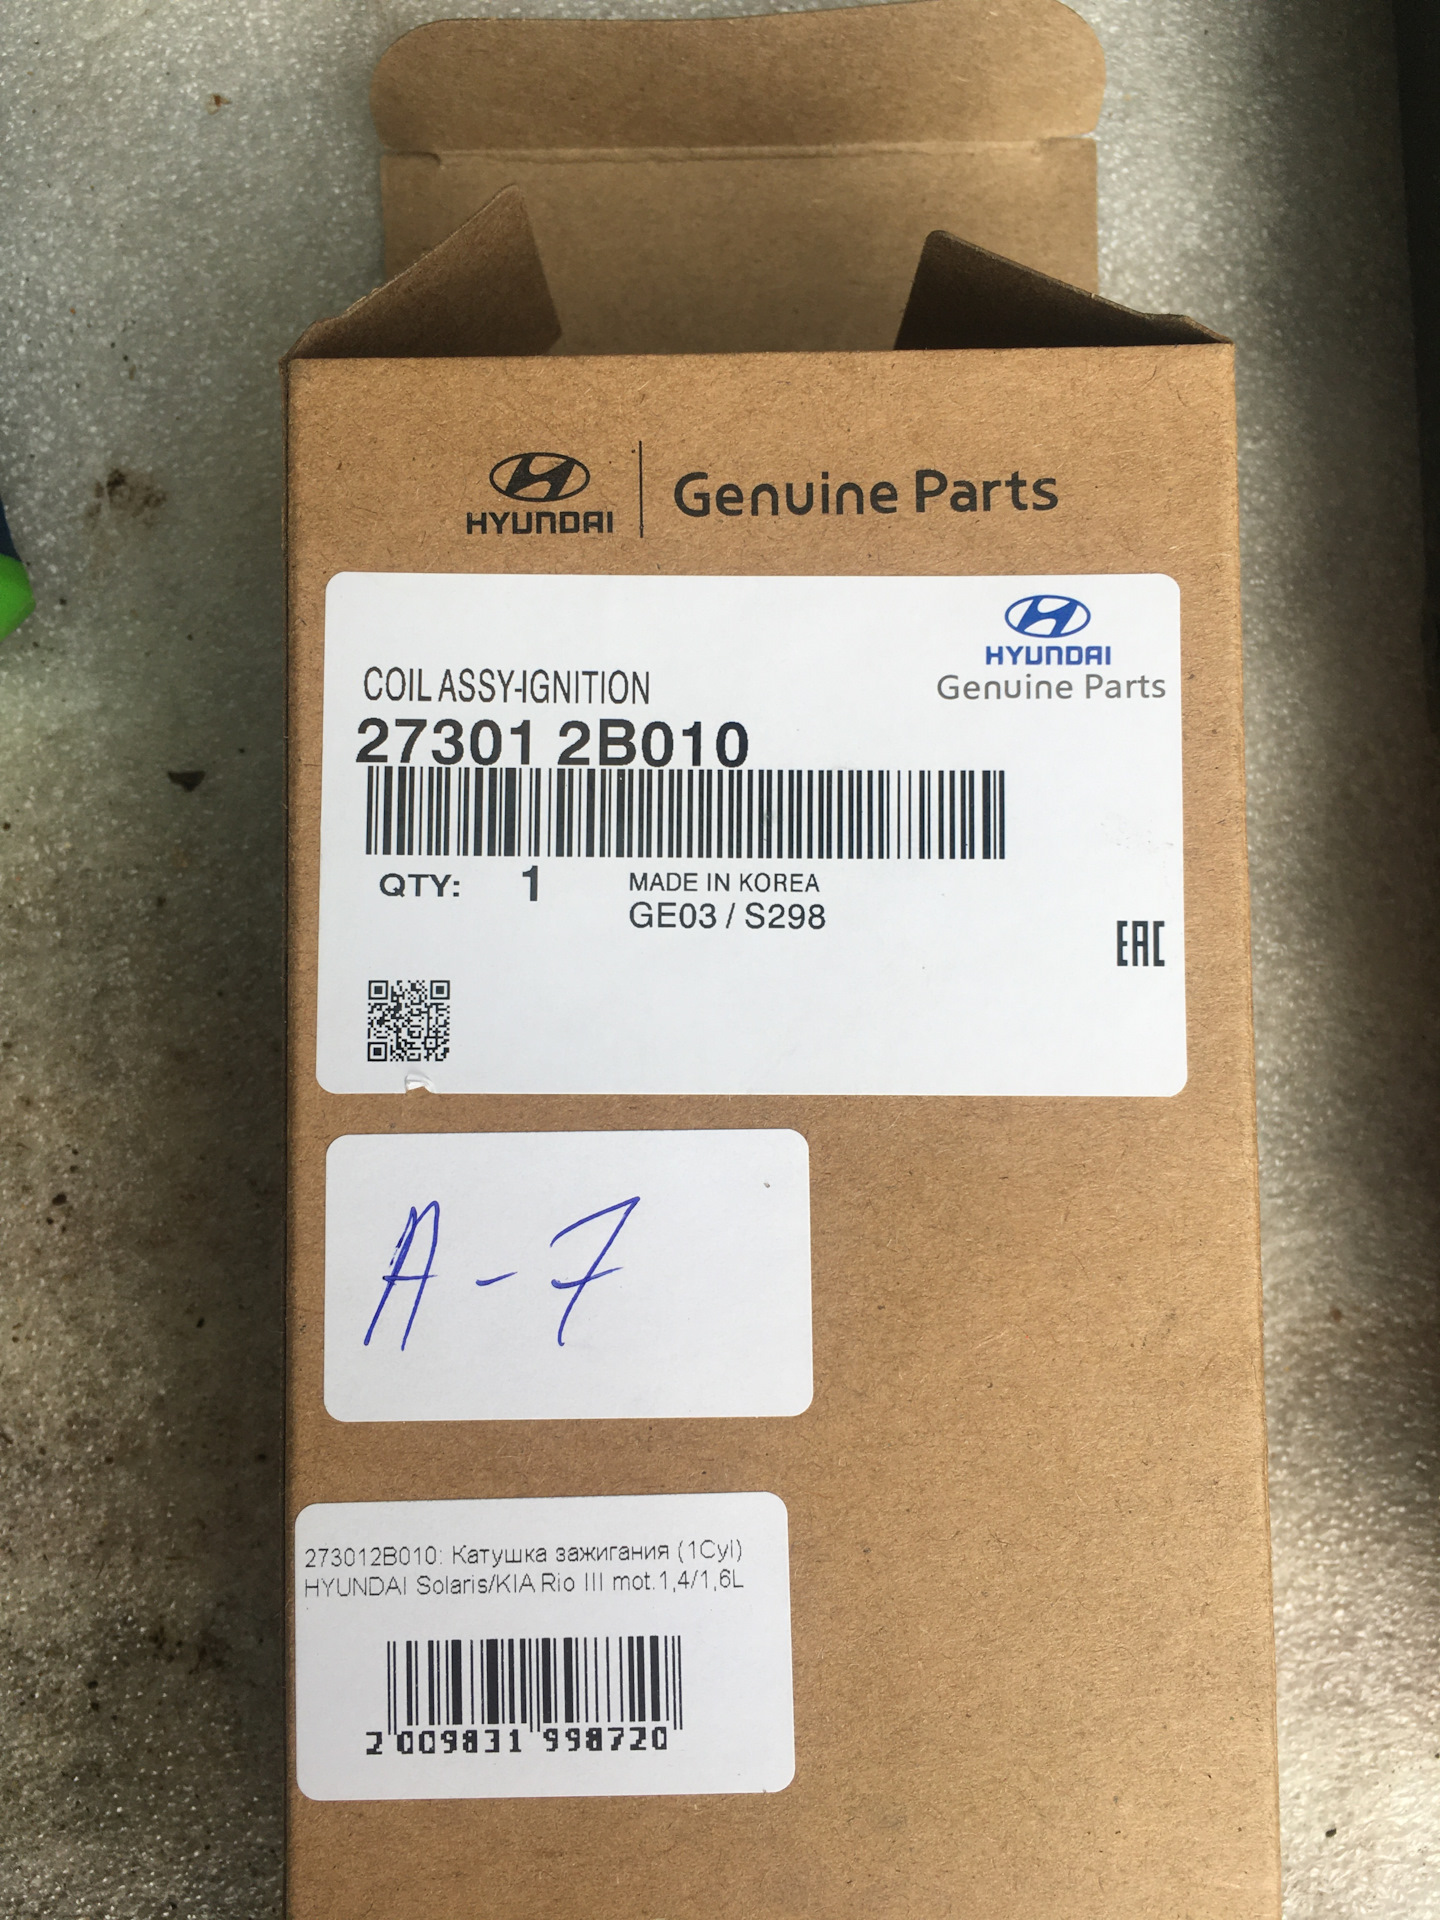 HYUNDAI
Genuine Parts
HYUNDAI
Genuine Parts
COIL ASSY-IGNITION
27301 2B010
QTY: 1
MADE IN KOREA
GE03 / S298
EAC
A-7
273012B010: Катушка зажигания (1Cyl)
HYUNDAI Solaris/KIA Rio III mot.1,4/1,6L
2 009831 998720